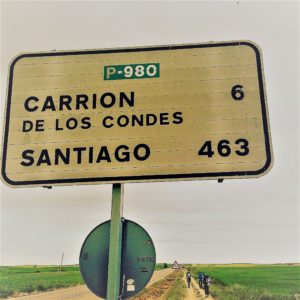 P-980
CARRION 6
DE LOS CONDES
SANTIAGO 463